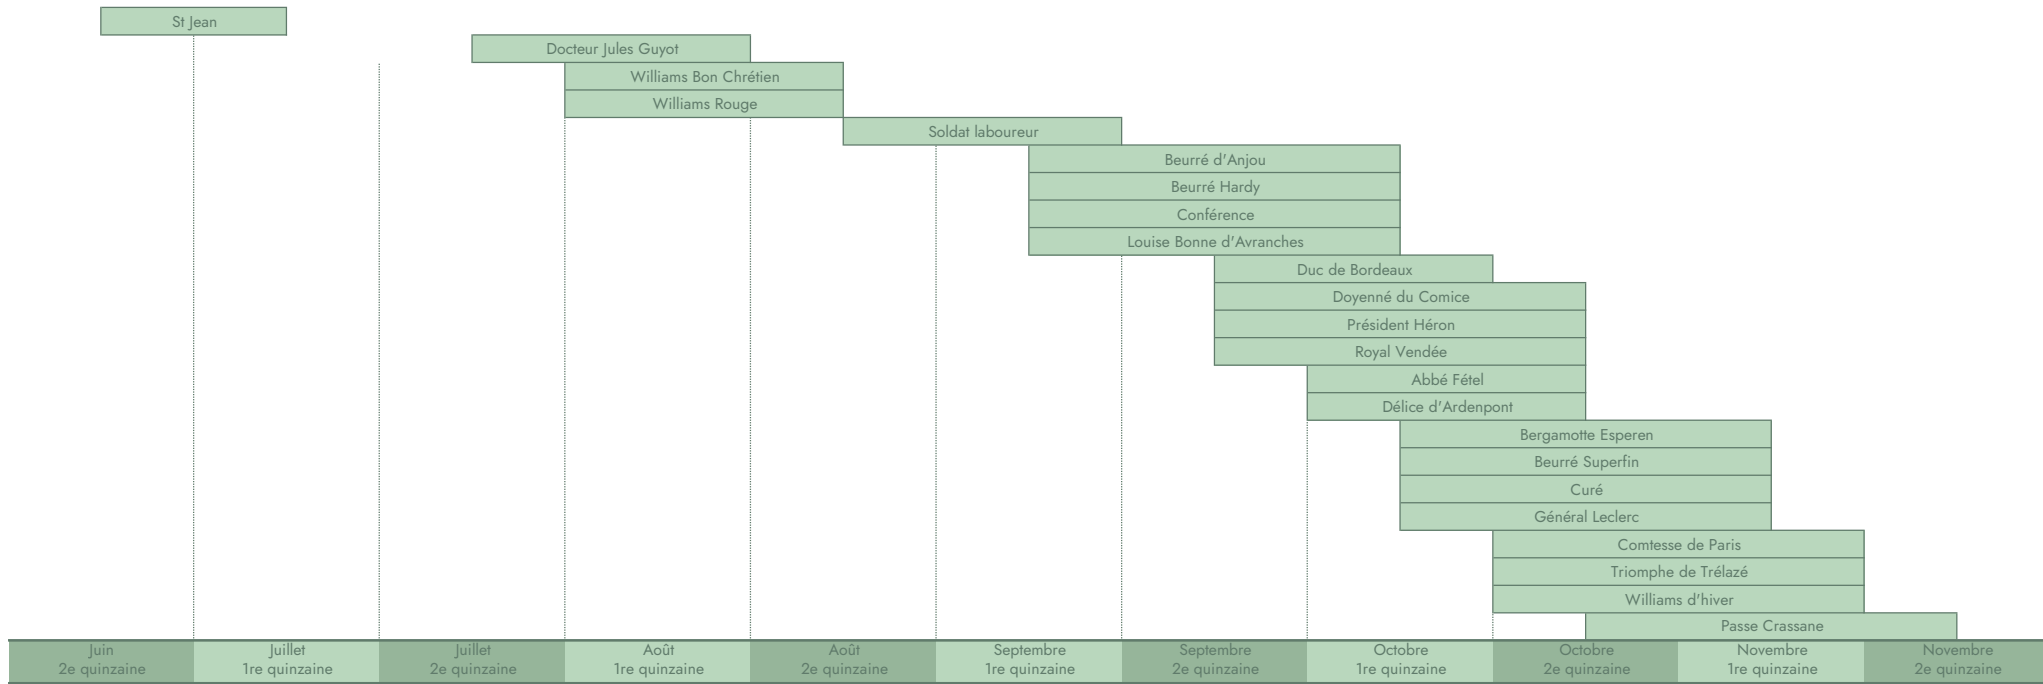 St Jean
Docteur Jules Guyot
Williams Bon Chrétien
Williams Rouge
Soldat laboureur
Beurré d'Anjou
Beurré Hardy
Conférence
Louise Bonne d'Avranches
Duc de Bordeaux
Doyenné du Comice
Président Héron
Royal Vendée
Abbé Fétel
Délice d'Ardenpont
Bergamotte Esperen
Beurré Superfin
Curé
Général Leclerc
Comtesse de Paris
Triomphe de Trélazé
Williams d'hiver
Passe Crassane
Juin
2e quinzaine
Juillet
1re quinzaine
Juillet
2e quinzaine
Août
1re quinzaine
Août
2e quinzaine
Septembre
1re quinzaine
Septembre
2e quinzaine
Octobre
1re quinzaine
Octobre
2e quinzaine
Novembre
1re quinzaine
Novembre
2e quinzaine